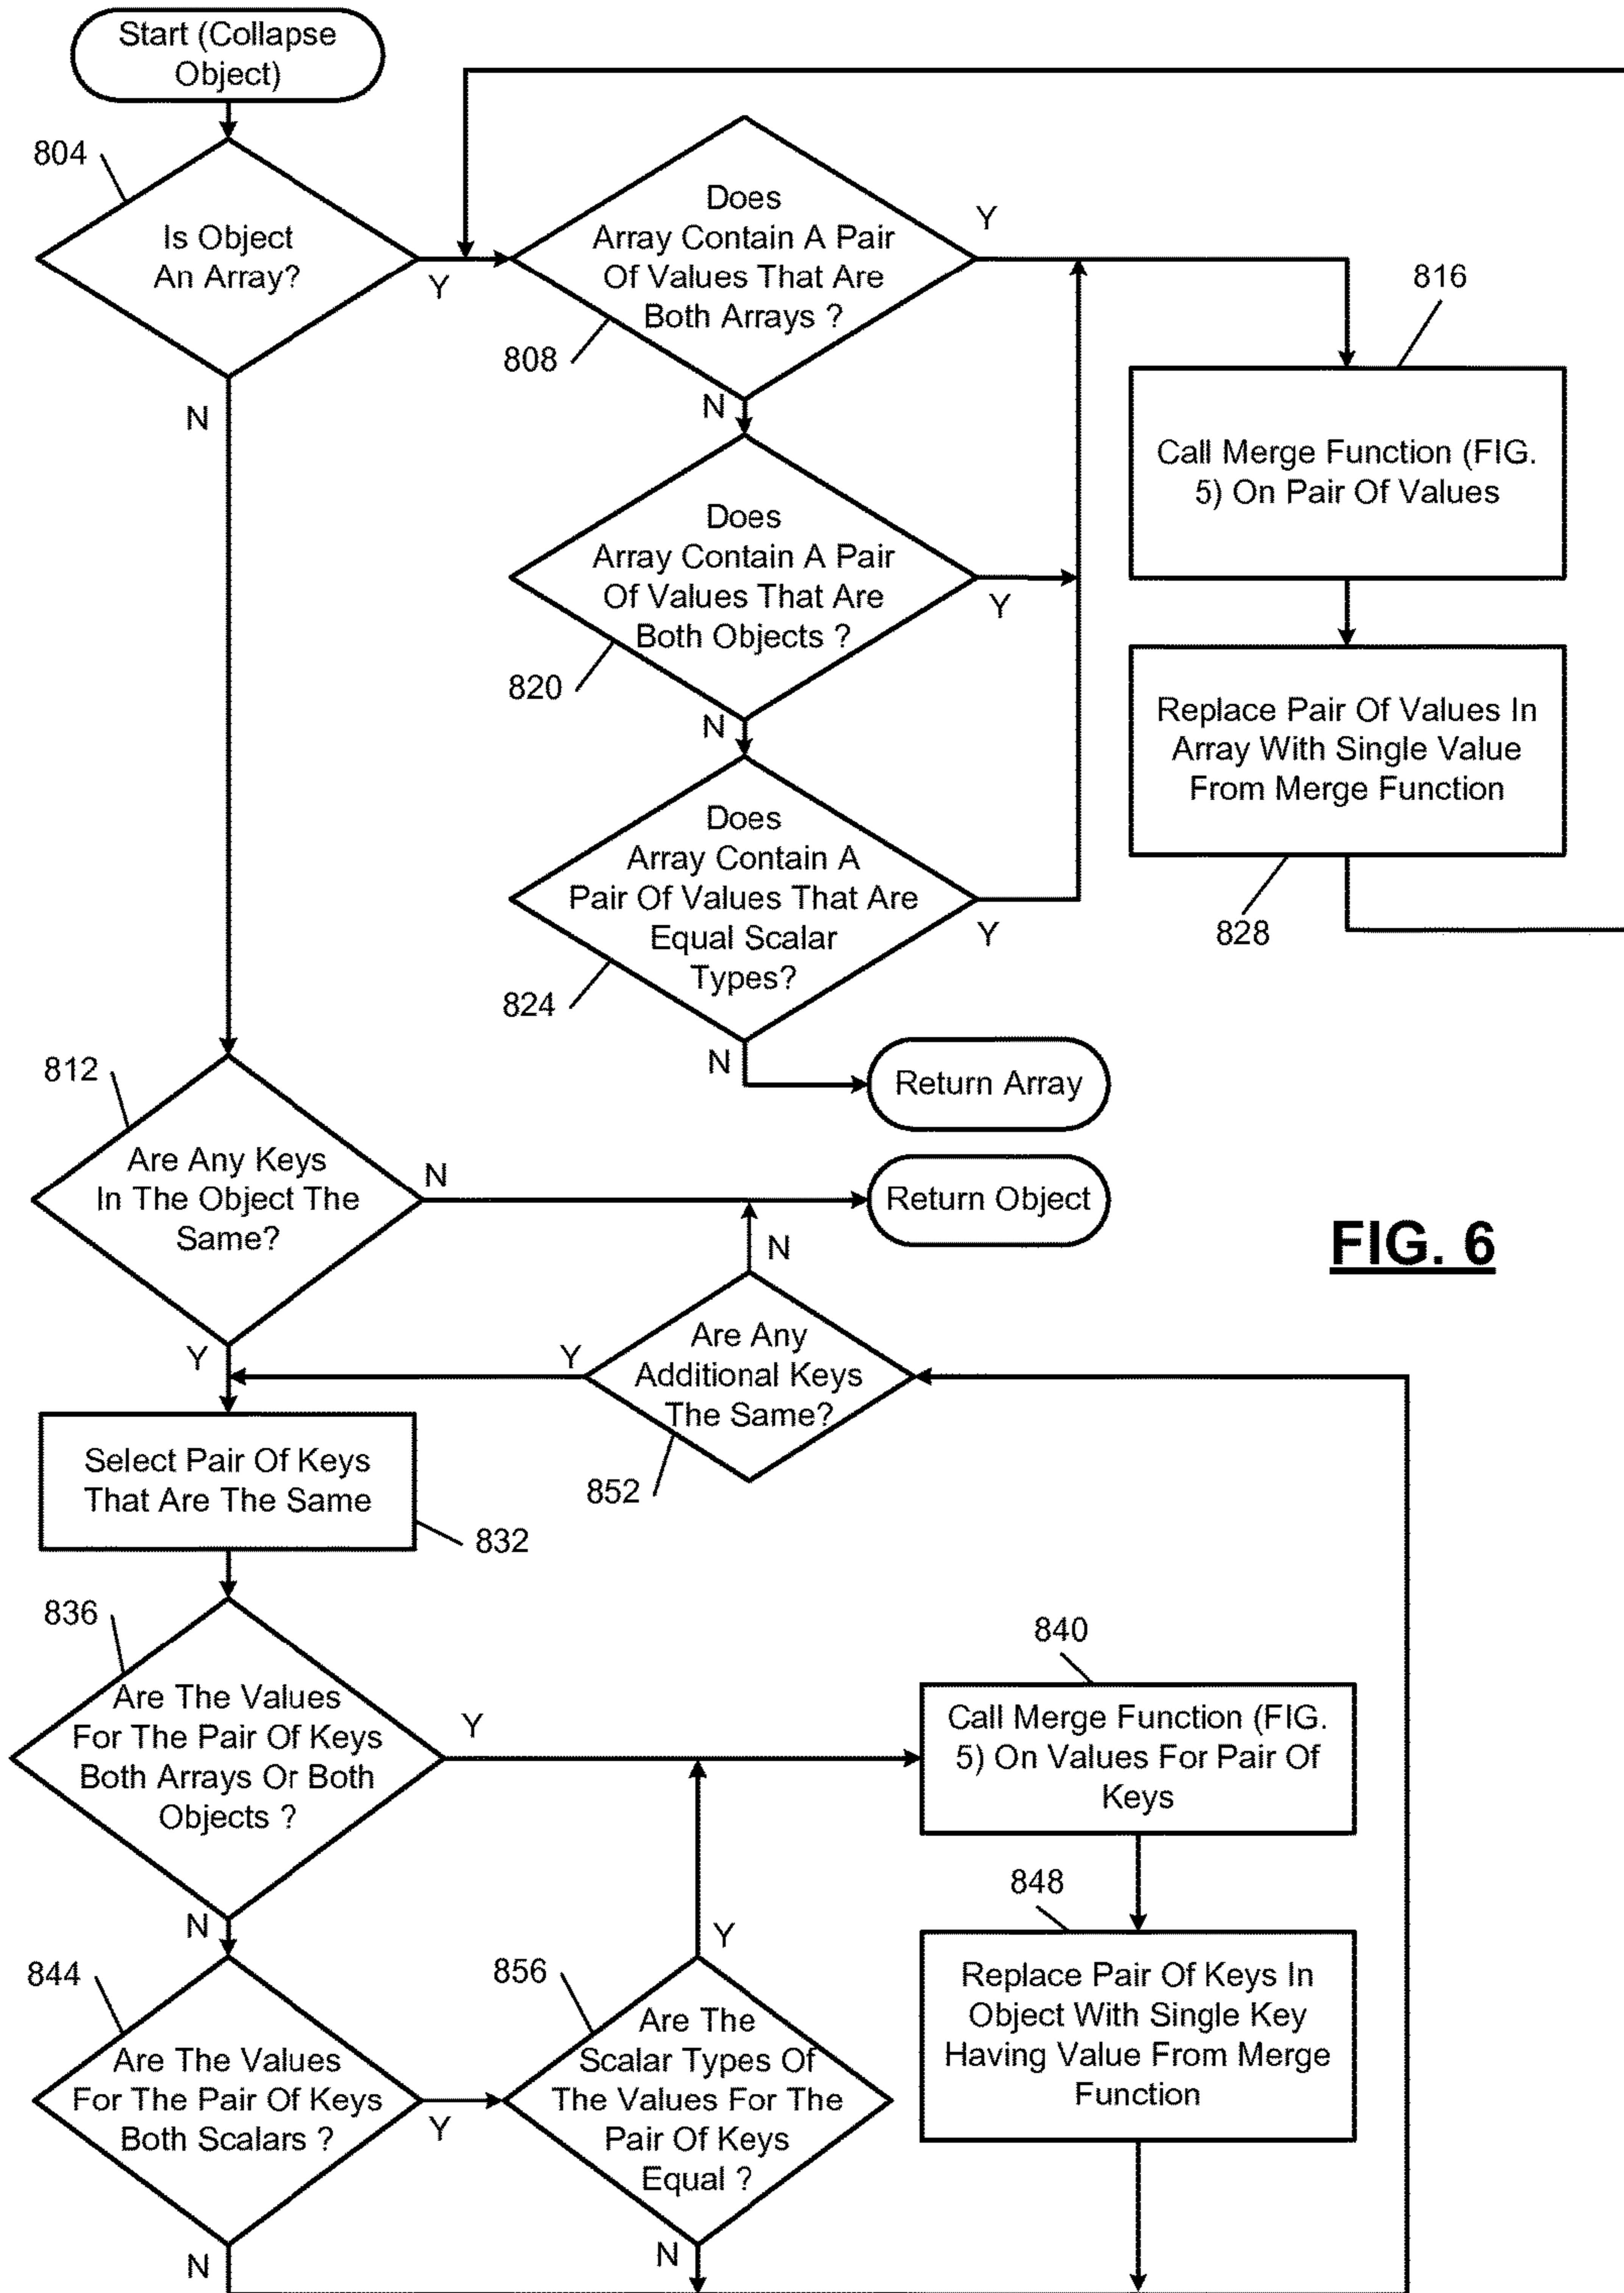 Start (Collapse
Object)
804
Is Object
An Array?
Y
N
Does
Array Contain A Pair
Of Values That Are
Both Arrays ?
808
Y
N
816
Call Merge Function (FIG.
5) On Pair Of Values
Does
Array Contain A Pair
Of Values That Are
Both Objects ?
820
Y
N
Replace Pair Of Values In
Array With Single Value
From Merge Function
828
Does
Array Contain A
Pair Of Values That Are
Equal Scalar
Types?
824
Y
N
Return Array
812
Are Any Keys
In The Object The
Same?
N
Y
Return Object
FIG. 6
N
Are Any
Additional Keys
The Same?
Y
852
Select Pair Of Keys
That Are The Same
832
836
Are The Values
For The Pair Of Keys
Both Arrays Or Both
Objects ?
Y
N
840
Call Merge Function (FIG.
5) On Values For Pair Of
Keys
848
Replace Pair Of Keys In
Object With Single Key
Having Value From Merge
Function
844
Are The Values
For The Pair Of Keys
Both Scalars ?
Y
N
856
Are The
Scalar Types Of
The Values For The
Pair Of Keys
Equal ?
Y
N